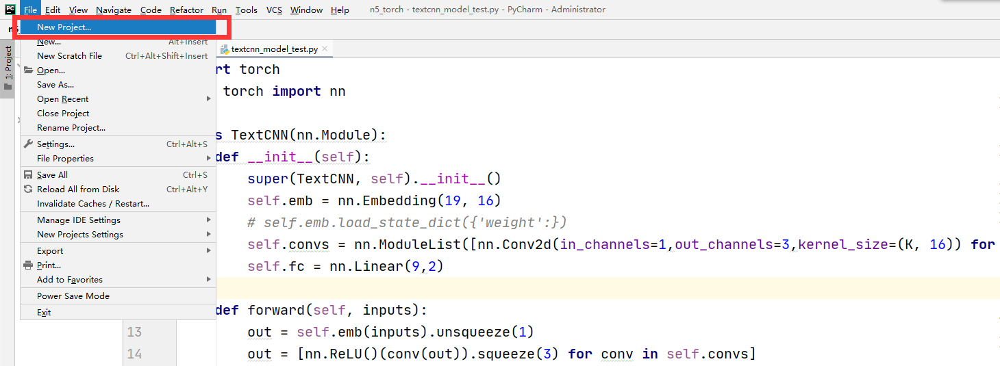 PC File Edit View Navigate Code Refactor Run Tools VCS Window Help n5_torch - textcnn_model_test.py - PyCharm - Administrator
New Project...
New... Alt+Insert
New Scratch File Ctrl+Alt+Shift+Insert
Open...
Save As...
Open Recent
Close Project
Rename Project...
Settings... Ctrl+Alt+S
File Properties
Save All Ctrl+S
Reload All from Disk Ctrl+Alt+Y
Invalidate Caches / Restart...
Manage IDE Settings
New Projects Settings
Export
Print...
Add to Favorites
Power Save Mode
Exit
1: Project
textcnn_model_test.py
rt torch
torch import nn
s TextCNN(nn.Module):
def __init__(self):
super(TextCNN, self).__init__()
self.emb = nn.Embedding(19, 16)
# self.emb.load_state_dict({'weight':})
self.convs = nn.ModuleList([nn.Conv2d(in_channels=1,out_channels=3,kernel_size=(K, 16)) for
self.fc = nn.Linear(9,2)
def forward(self, inputs):
13 out = self.emb(inputs).unsqueeze(1)
14 out = [nn.ReLU()(conv(out)).squeeze(3) for conv in self.convs]